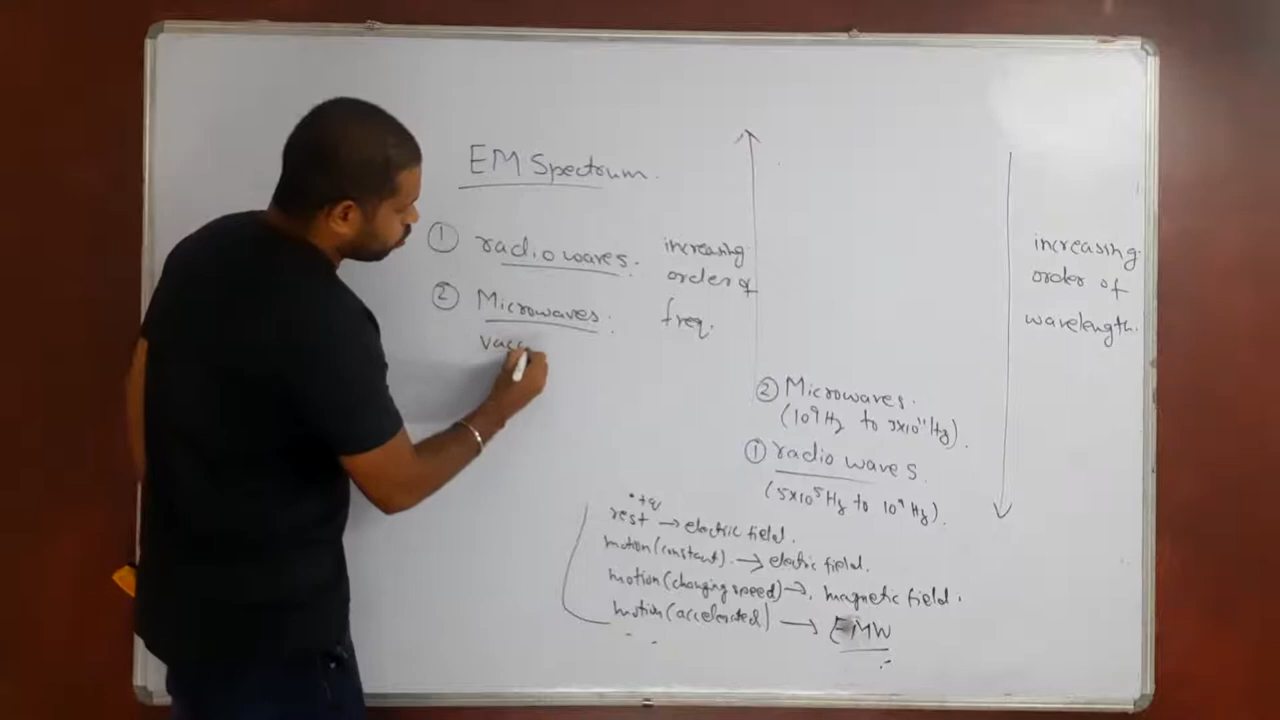 EM Spectrum.
① radio waves.
② Microwaves.
vacc
increasing
order of
freq.
increasing
order of
wavelength.
② Microwaves.
(10⁹Hz to 3x10¹¹Hz).
① radio waves.
(5x10⁵Hz to 10⁹Hz).
+q
rest → electric field.
motion (constant). → electric field.
motion (changing speed) → magnetic field.
motion (accelerated) → EMW